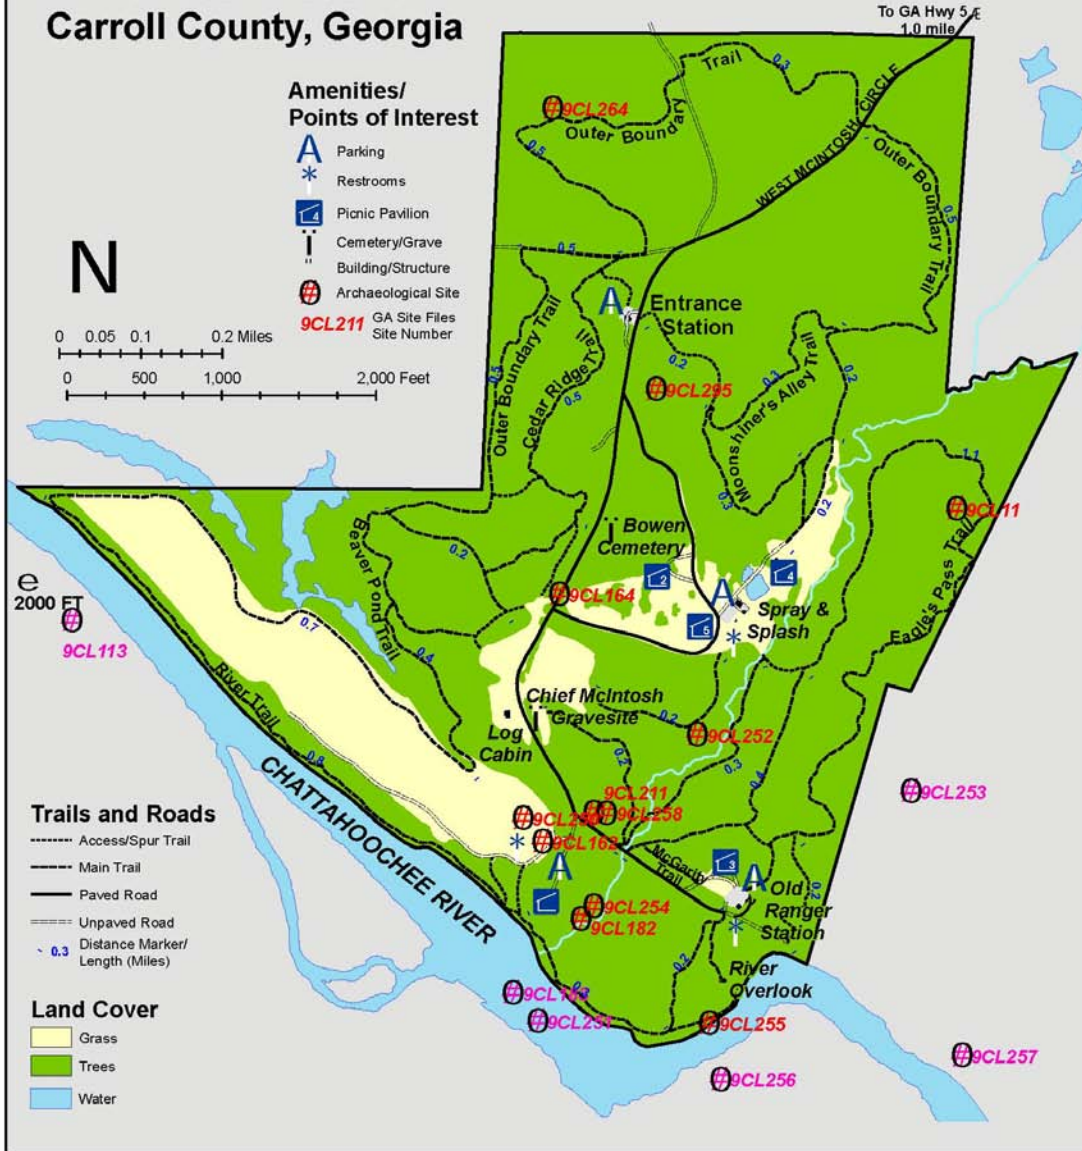 Carroll County, Georgia
To GA Hwy 5 Æ
1.0 mile
Amenities/
Points of Interest
A Parking
* Restrooms
4 Picnic Pavilion
Cemetery/Grave
Building/Structure
# Archaeological Site
9CL211 GA Site Files
Site Number
N
0 0.05 0.1 0.2 Miles
0 500 1,000 2,000 Feet
#9CL264
Outer Boundary
Trail
0.3
0.5
WEST MCINTOSH CIRCLE
Outer Boundary Trail
0.5
0.5
A Entrance
Station
Outer Boundary Trail
0.5
Cedar Ridge Trail
0.5
0.2
#9CL295
0.3
Moonshiner's Alley Trail
0.2
0.3
1.1
#9CL11
Eagle's Pass Trail
0.2
Bowen
Cemetery
2
4
A
5
Spray &
Splash
*
Beaver Pond Trail
0.2
0.4
#9CL164
e
2000 FT
#
9CL113
0.7
River Trail
0.8
Chief McIntosh
Gravesite
Log
Cabin
0.2
#9CL252
0.2
0.3
0.4
CHATTAHOOCHEE RIVER
9CL211
##9CL258
#9CL25
#9CL162
*
A
#9CL253
McGarity
Trail
3
A Old
Ranger
Station
0.2
*
#9CL254
#9CL182
0.2
River
Overlook
#9CL255
#9CL251
#9CL256
#9CL257
Trails and Roads
Access/Spur Trail
Main Trail
Paved Road
Unpaved Road
0.3 Distance Marker/
Length (Miles)
Land Cover
Grass
Trees
Water